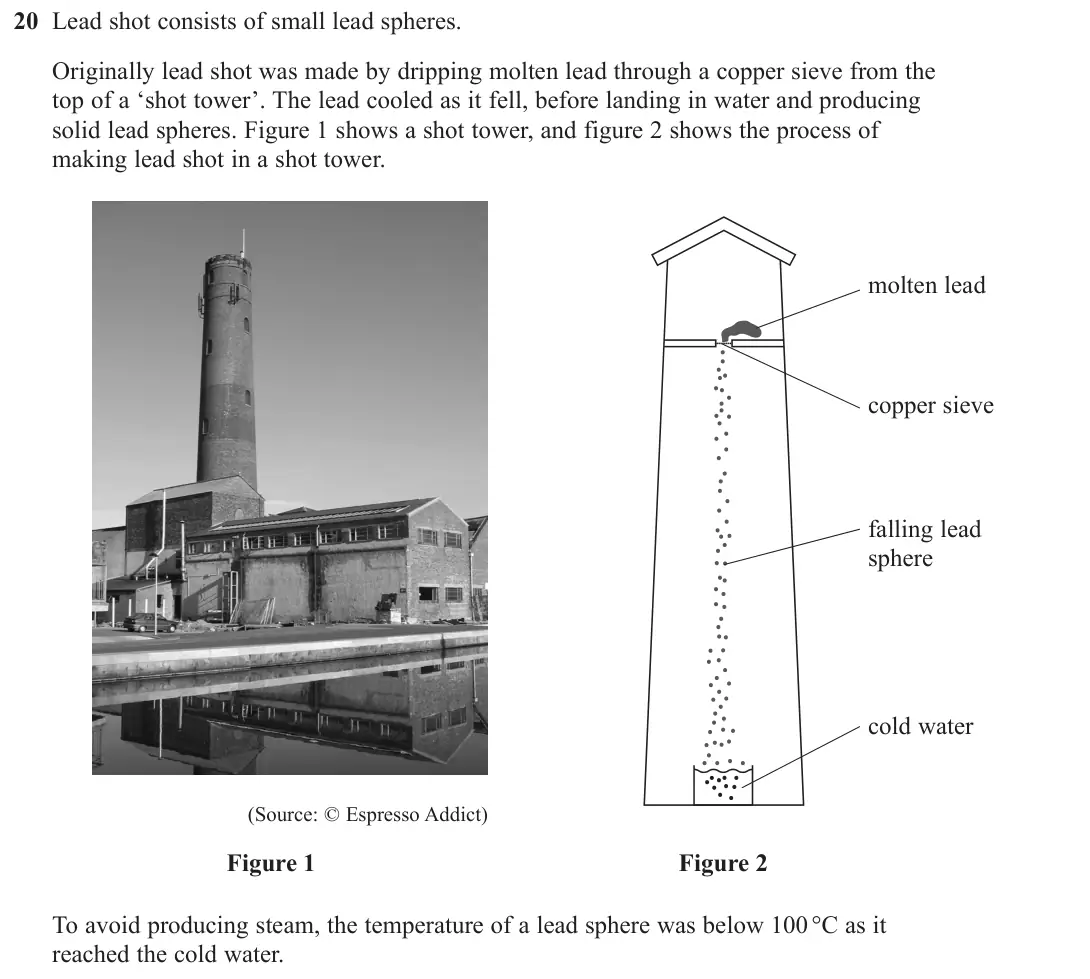 20 Lead shot consists of small lead spheres.
Originally lead shot was made by dripping molten lead through a copper sieve from the
top of a ‘shot tower’. The lead cooled as it fell, before landing in water and producing
solid lead spheres. Figure 1 shows a shot tower, and figure 2 shows the process of
making lead shot in a shot tower.
molten lead
copper sieve
falling lead
sphere
cold water
(Source: © Espresso Addict)
Figure 1
Figure 2
To avoid producing steam, the temperature of a lead sphere was below 100 °C as it
reached the cold water.